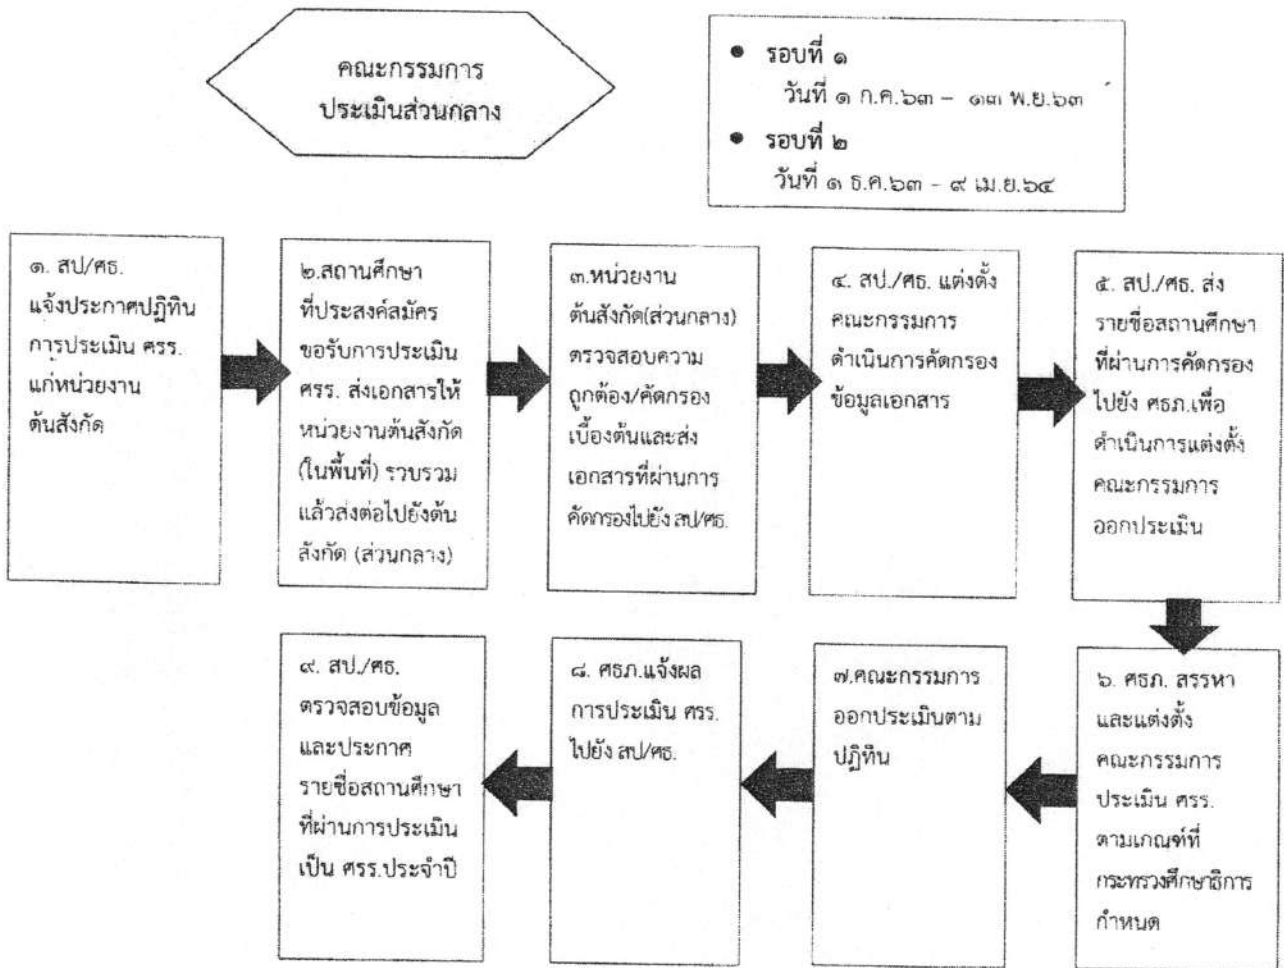 คณะกรรมการ
ประเมินส่วนกลาง
• รอบที่ ๑
วันที่ ๑ ก.ค.๖๓ – ๑๓ พ.ย.๖๓
• รอบที่ ๒
วันที่ ๑ ธ.ค.๖๓ - ๙ เม.ย.๖๔
๑. สป/ศธ.
แจ้งประกาศปฏิทิน
การประเมิน ศรร.
แก่หน่วยงาน
ต้นสังกัด
๒.สถานศึกษา
ที่ประสงค์สมัคร
ขอรับการประเมิน
ศรร. ส่งเอกสารให้
หน่วยงานต้นสังกัด
(ในพื้นที่) รวบรวม
แล้วส่งต่อไปยังต้น
สังกัด (ส่วนกลาง)
๓.หน่วยงาน
ต้นสังกัด(ส่วนกลาง)
ตรวจสอบความ
ถูกต้อง/คัดกรอง
เบื้องต้นและส่ง
เอกสารที่ผ่านการ
คัดกรองไปยัง สป/ศธ.
๔. สป./ศธ. แต่งตั้ง
คณะกรรมการ
ดำเนินการคัดกรอง
ข้อมูลเอกสาร
๕. สป./ศธ. ส่ง
รายชื่อสถานศึกษา
ที่ผ่านการคัดกรอง
ไปยัง ศธภ.เพื่อ
ดำเนินการแต่งตั้ง
คณะกรรมการ
ออกประเมิน
๖. ศธภ. สรรหา
และแต่งตั้ง
คณะกรรมการ
ประเมิน ศรร.
ตามเกณฑ์ที่
กระทรวงศึกษาธิการ
กำหนด
๗.คณะกรรมการ
ออกประเมินตาม
ปฏิทิน
๘. ศธภ.แจ้งผล
การประเมิน ศรร.
ไปยัง สป/ศธ.
๙. สป./ศธ.
ตรวจสอบข้อมูล
และประกาศ
รายชื่อสถานศึกษา
ที่ผ่านการประเมิน
เป็น ศรร.ประจำปี